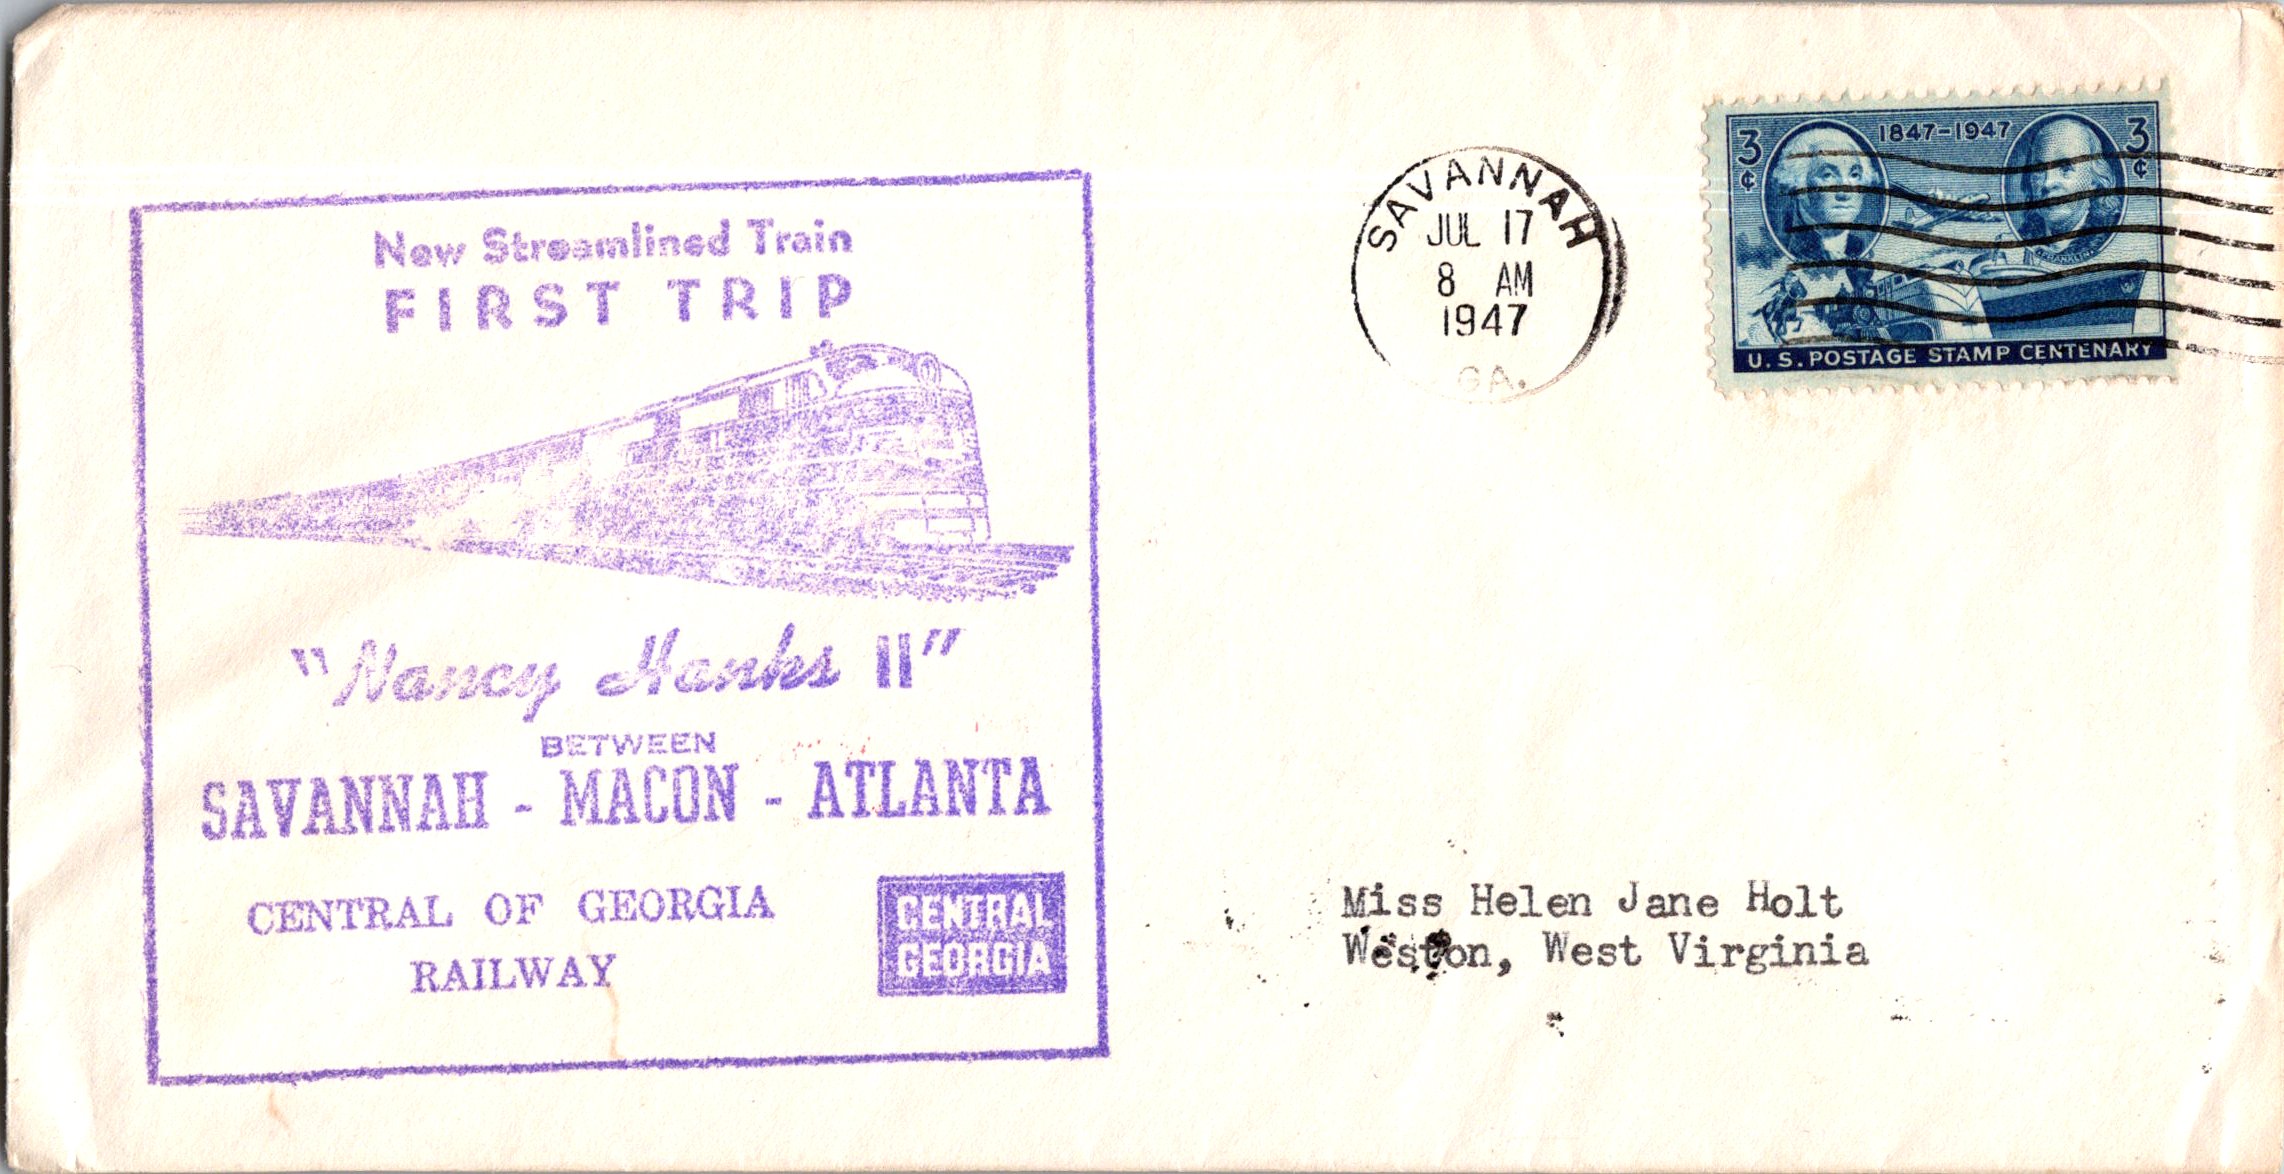 New Streamlined Train
FIRST TRIP
"Nancy Hanks II"
BETWEEN
SAVANNAH - MACON - ATLANTA
CENTRAL OF GEORGIA
RAILWAY
CENTRAL
GEORGIA
SAVANNAH
JUL 17
8 AM
1947
GA.
3¢
1847-1947
3¢
FRANKLIN
U.S. POSTAGE STAMP CENTENARY
Miss Helen Jane Holt
Weston, West Virginia